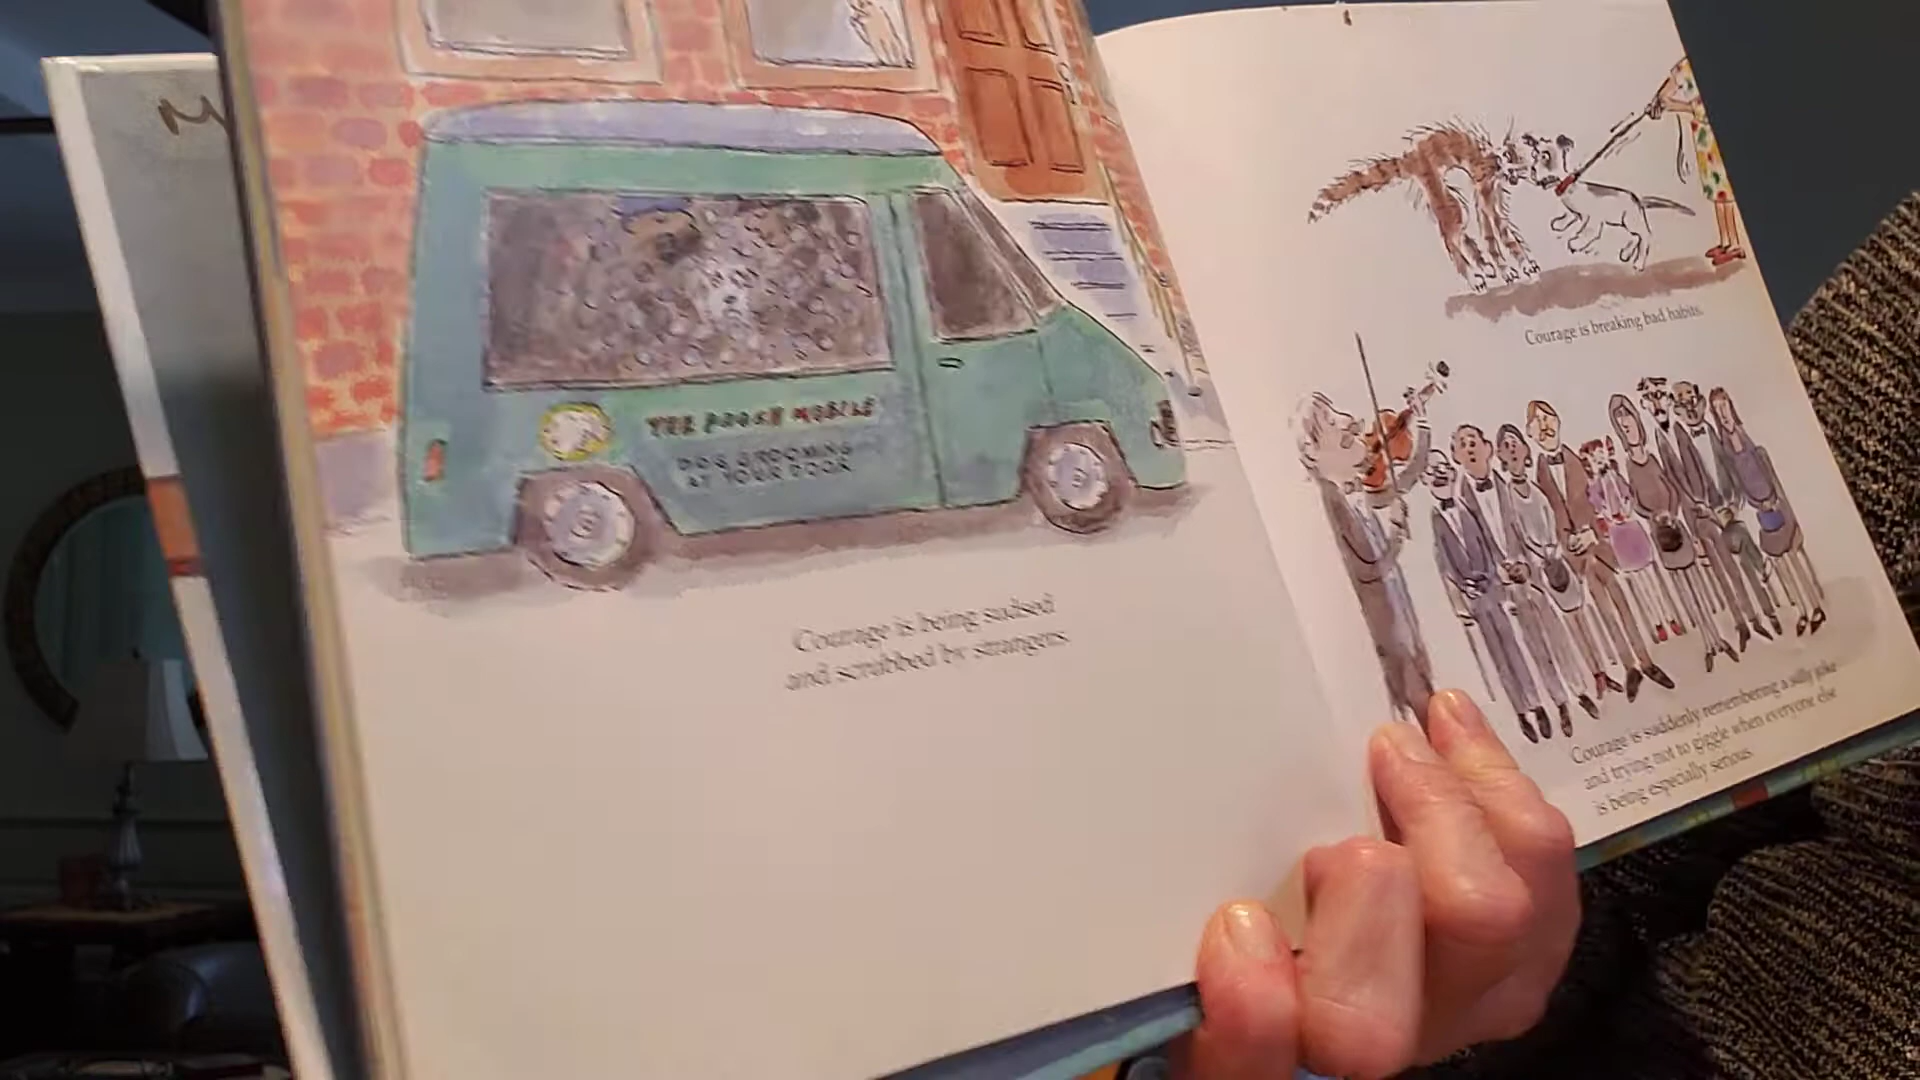 THE POOCH MOBILE
DOG GROOMING
AT YOUR DOOR
Courage is being sudsed
and scrubbed by strangers.
Courage is breaking bad habits.
Courage is suddenly remembering a silly joke
and trying not to giggle when everyone else
is being especially serious.